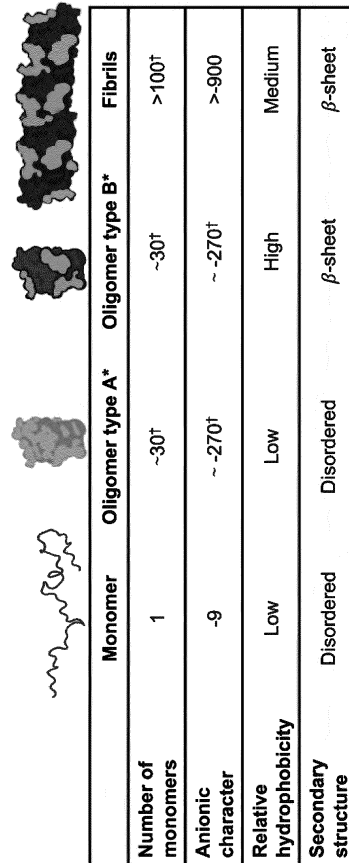 Monomer Oligomer type A* Oligomer type B* Fibrils
Number of monomers 1 ~30† ~30† >100†
Anionic character -9 ~ -270† ~ -270† >-900
Relative hydrophobicity Low Low High Medium
Secondary structure Disordered Disordered β-sheet β-sheet